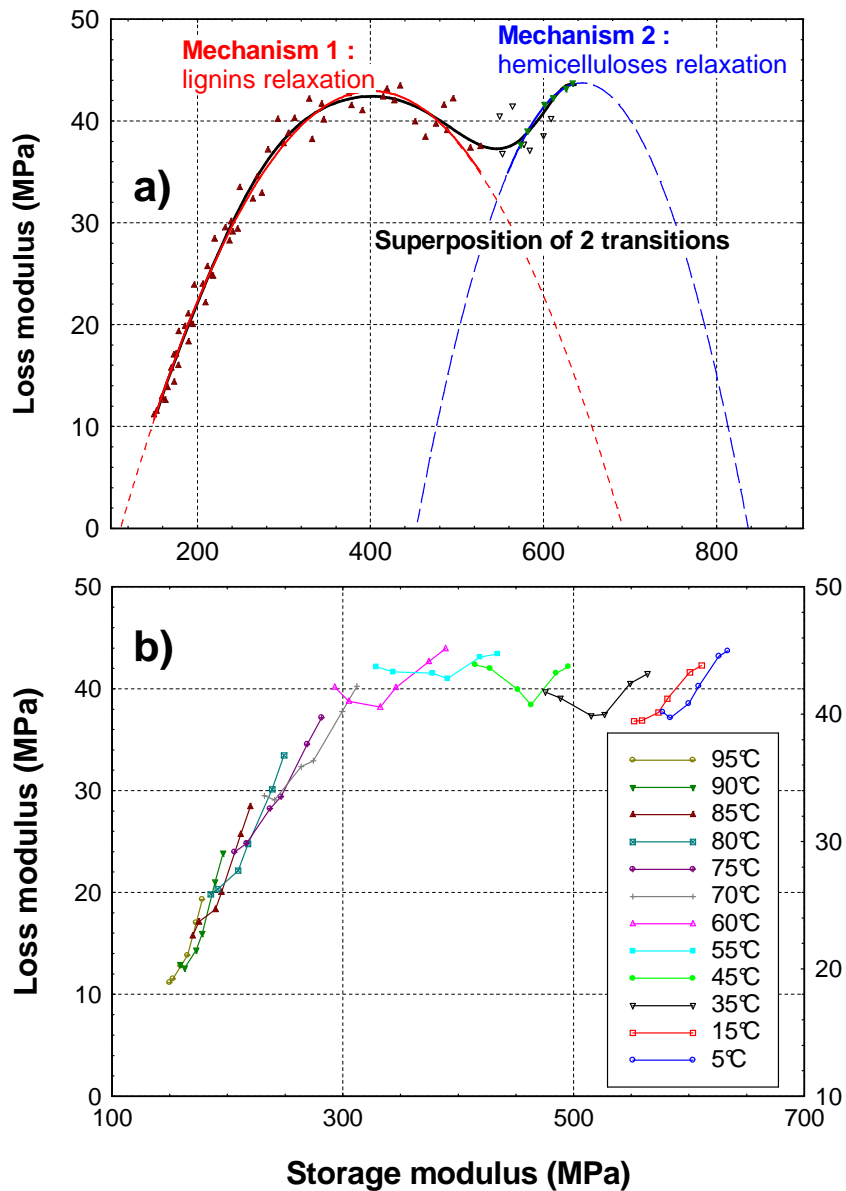 Mechanism 1 :
lignins relaxation
Mechanism 2 :
hemicelluloses relaxation
a)
Superposition of 2 transitions
Loss modulus (MPa)
50
40
30
20
10
0
200
400
600
800
b)
Loss modulus (MPa)
50
40
30
20
10
0
50
40
30
20
10
95°C
90°C
85°C
80°C
75°C
70°C
60°C
55°C
45°C
35°C
15°C
5°C
100
300
500
700
Storage modulus (MPa)